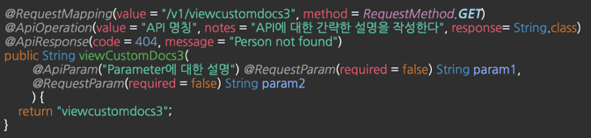 @RequestMapping(value = "/v1/viewcustomdocs3", method = RequestMethod.GET)
@ApiOperation(value = "API 명칭", notes = "API에 대한 간략한 설명을 작성한다", response= String.class)
@ApiResponse(code = 404, message = "Person not found")
public String viewCustomDocs3(
@ApiParam("Parameter에 대한 설명") @RequestParam(required = false) String param1,
@RequestParam(required = false) String param2
) {
return "viewcustomdocs3";
}